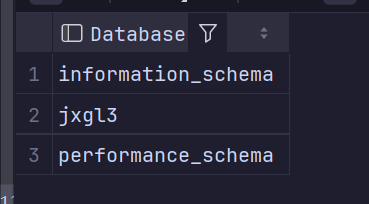 Database
1 information_schema
2 jxgl3
3 performance_schema